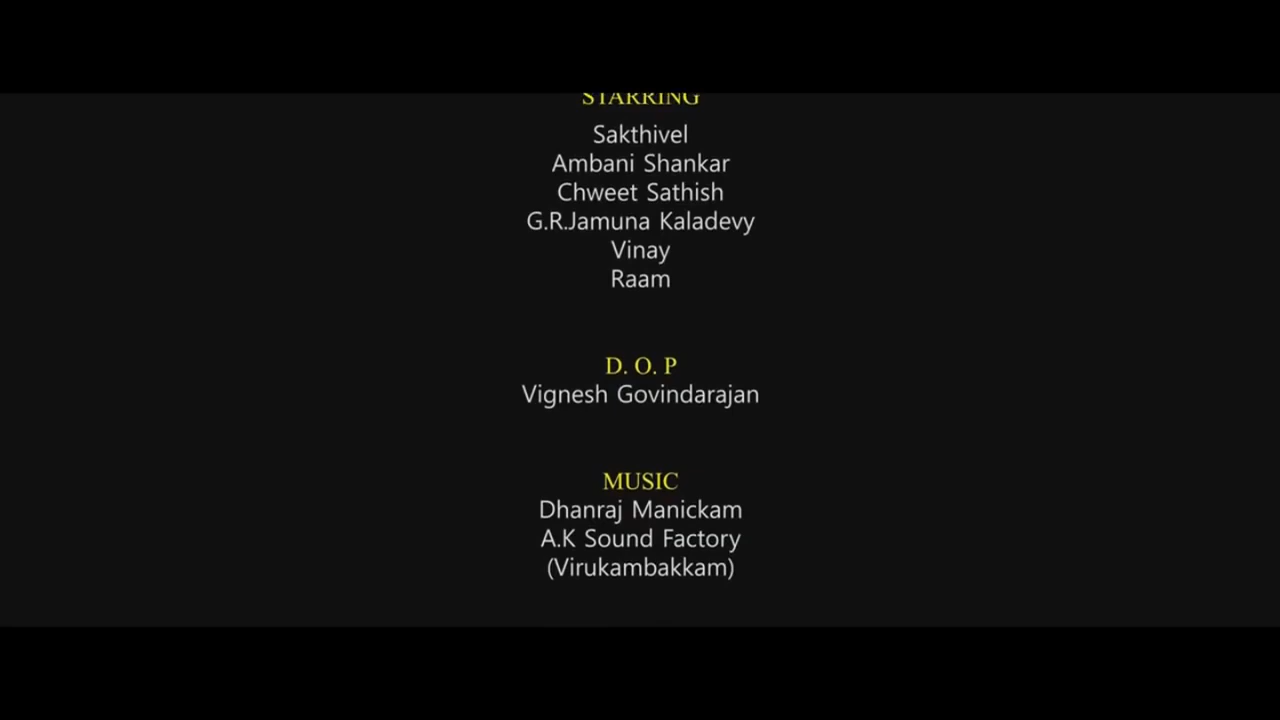 STARRING
Sakthivel
Ambani Shankar
Chweet Sathish
G.R.Jamuna Kaladevy
Vinay
Raam
D. O. P
Vignesh Govindarajan
MUSIC
Dhanraj Manickam
A.K Sound Factory
(Virukambakkam)